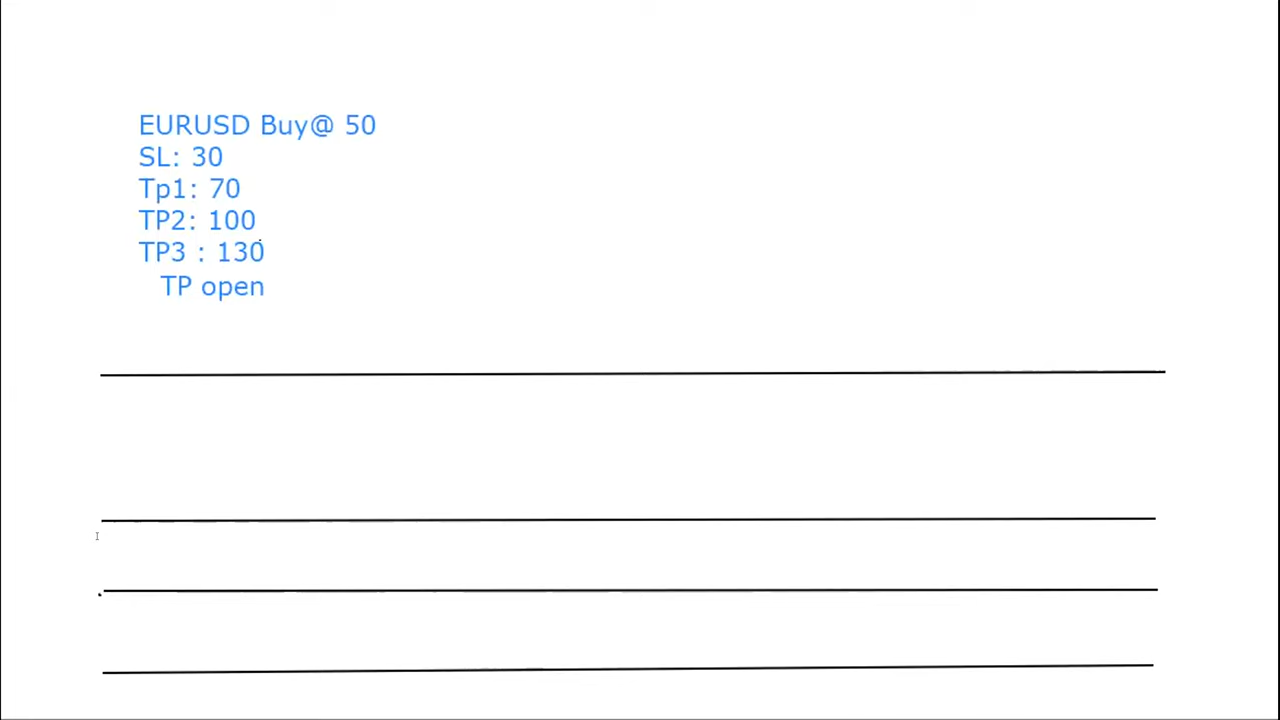 EURUSD Buy@ 50
SL: 30
Tp1: 70
TP2: 100
TP3 : 130
TP open